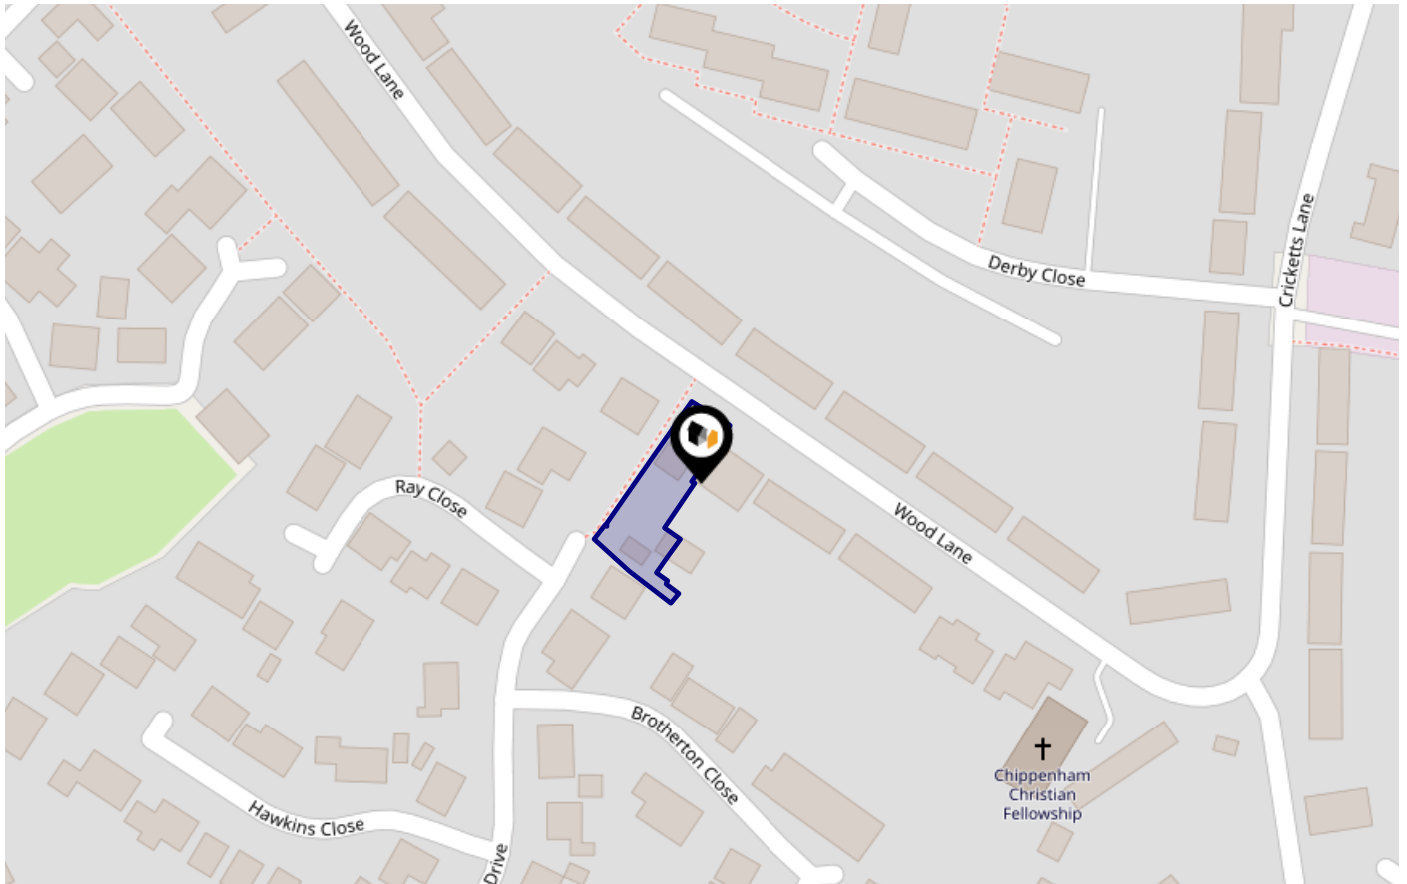 Wood Lane
Cricketts Lane
Derby Close
Ray Close
Wood Lane
Brotherton Close
Chippenham
Christian
Fellowship
Hawkins Close
Drive